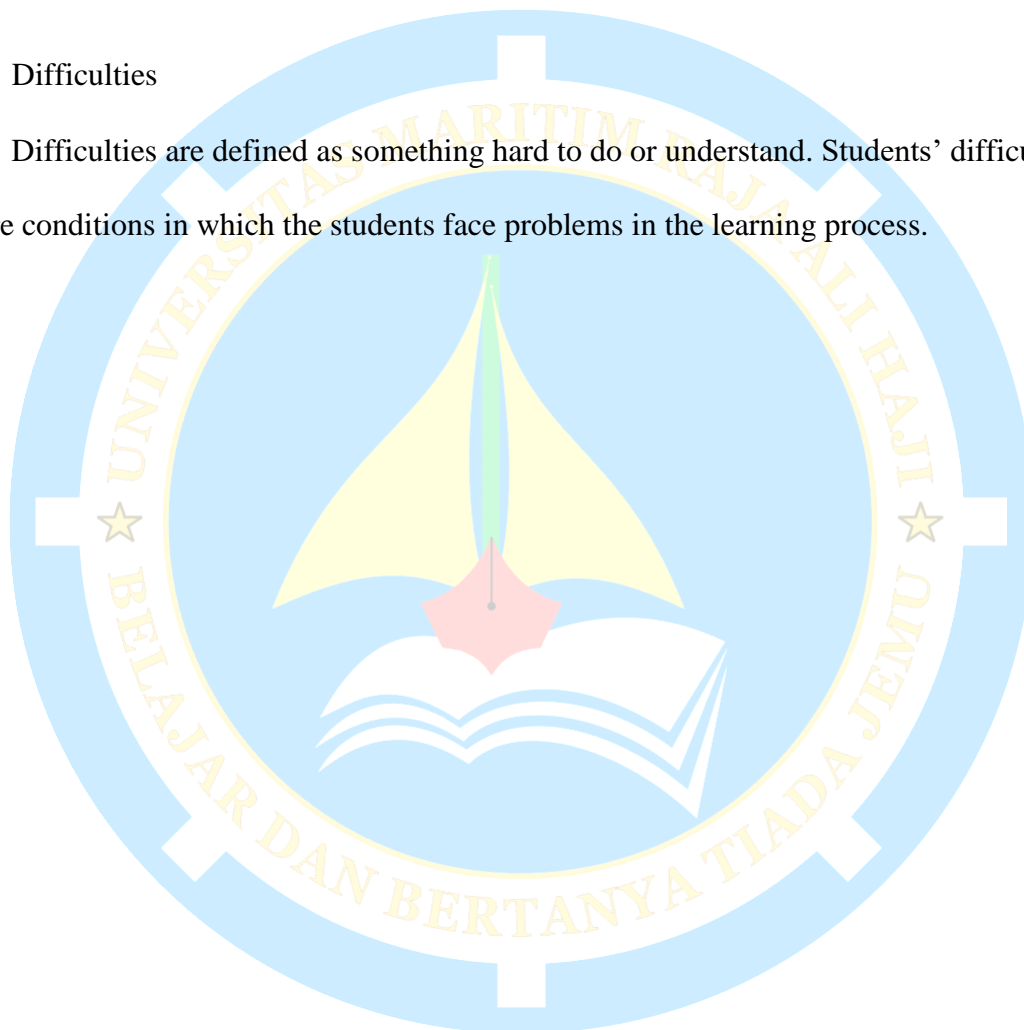 Difficulties
Difficulties are defined as something hard to do or understand. Students’ difficu
e conditions in which the students face problems in the learning process.
UNIVERSITAS MARITIM RAJA ALI HAJI
BELAJAR DAN BERTANYA TIADA JEMU